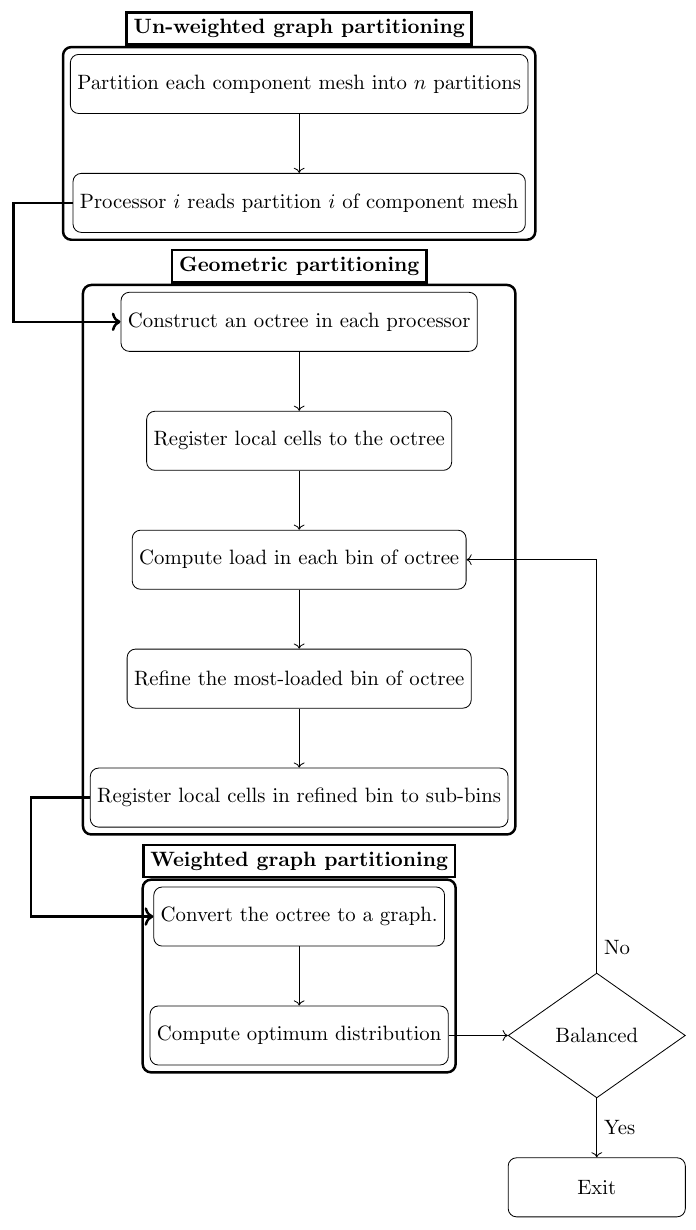 Un-weighted graph partitioning
Partition each component mesh into n partitions
Processor i reads partition i of component mesh
Geometric partitioning
Construct an octree in each processor
Register local cells to the octree
Compute load in each bin of octree
Refine the most-loaded bin of octree
Register local cells in refined bin to sub-bins
Weighted graph partitioning
Convert the octree to a graph.
No
Compute optimum distribution
Balanced
Yes
Exit